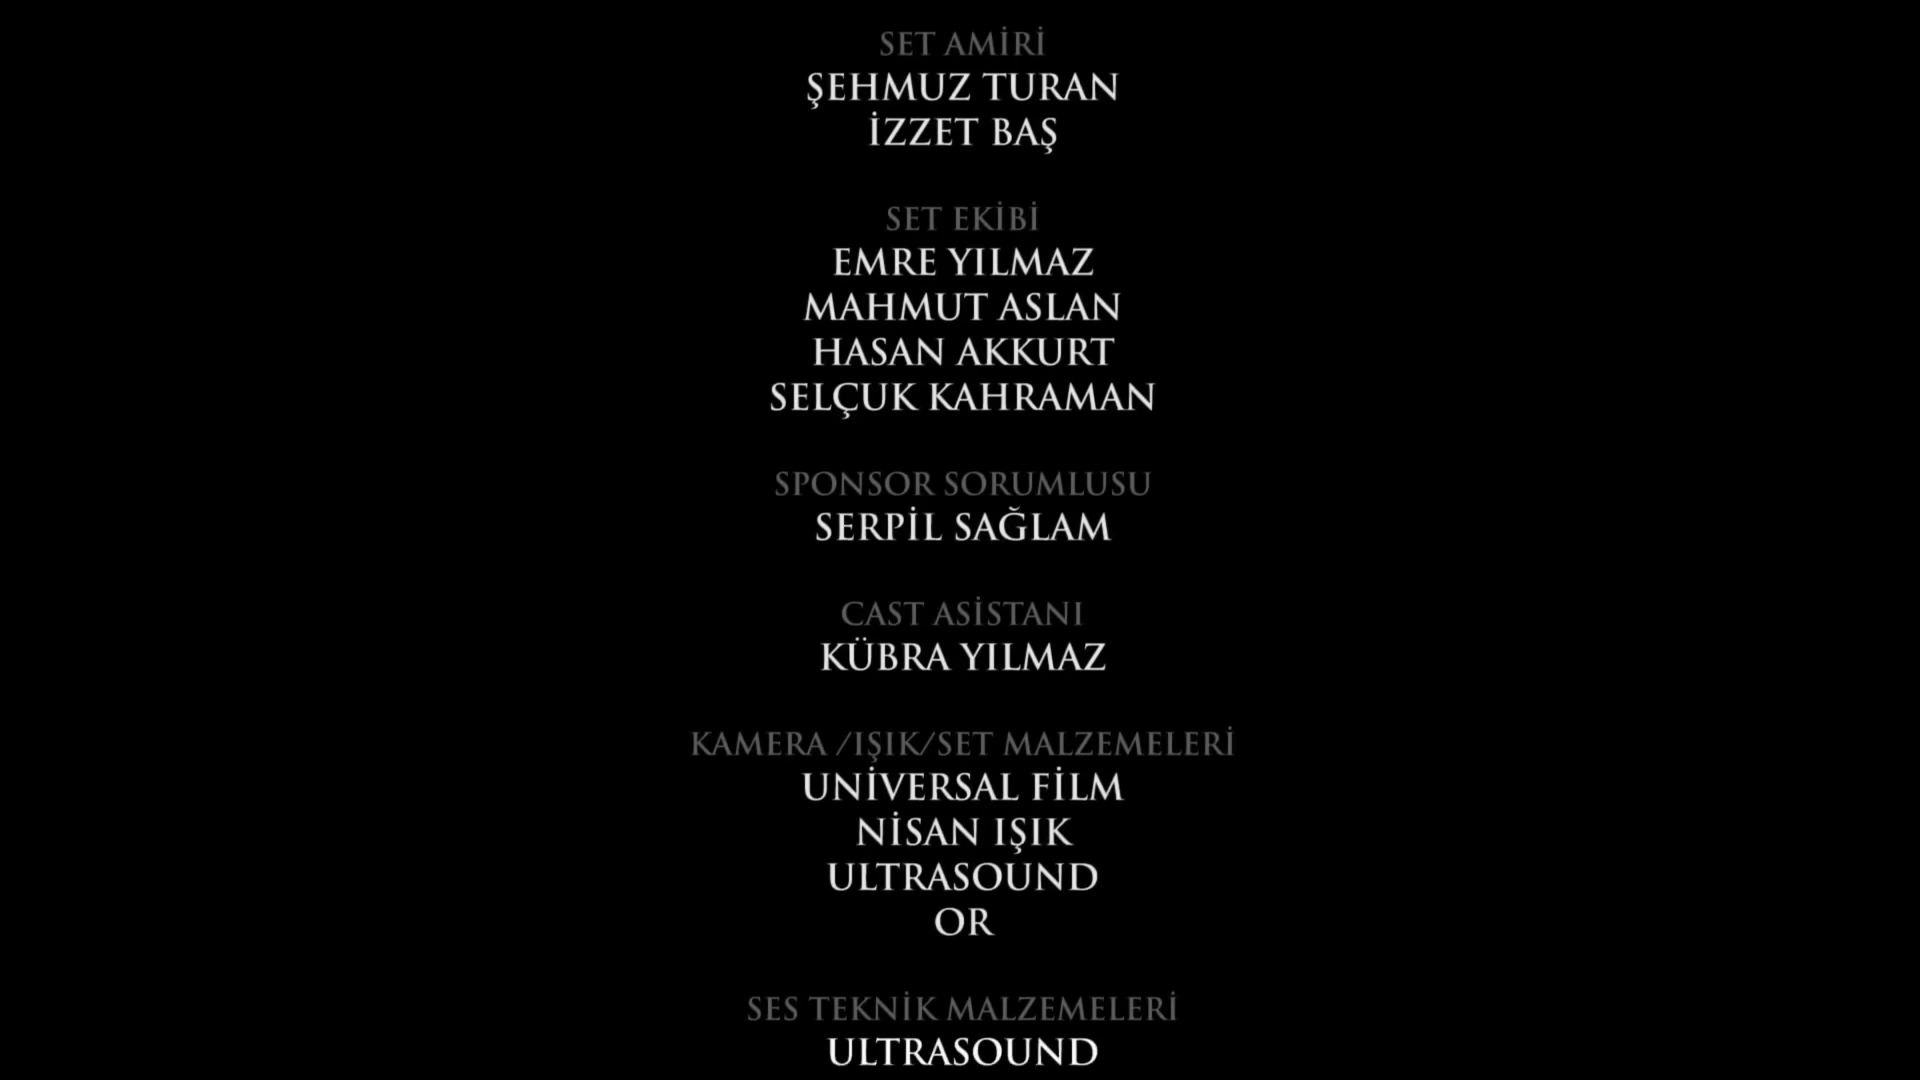 SET AMİRİ
ŞEHMUZ TURAN
İZZET BAŞ
SET EKİBİ
EMRE YILMAZ
MAHMUT ASLAN
HASAN AKKURT
SELÇUK KAHRAMAN
SPONSOR SORUMLUSU
SERPİL SAĞLAM
CAST ASİSTANI
KÜBRA YILMAZ
KAMERA /IŞIK/SET MALZEMELERİ
UNİVERSAL FİLM
NİSAN IŞIK
ULTRASOUND
OR
SES TEKNİK MALZEMELERİ
ULTRASOUND